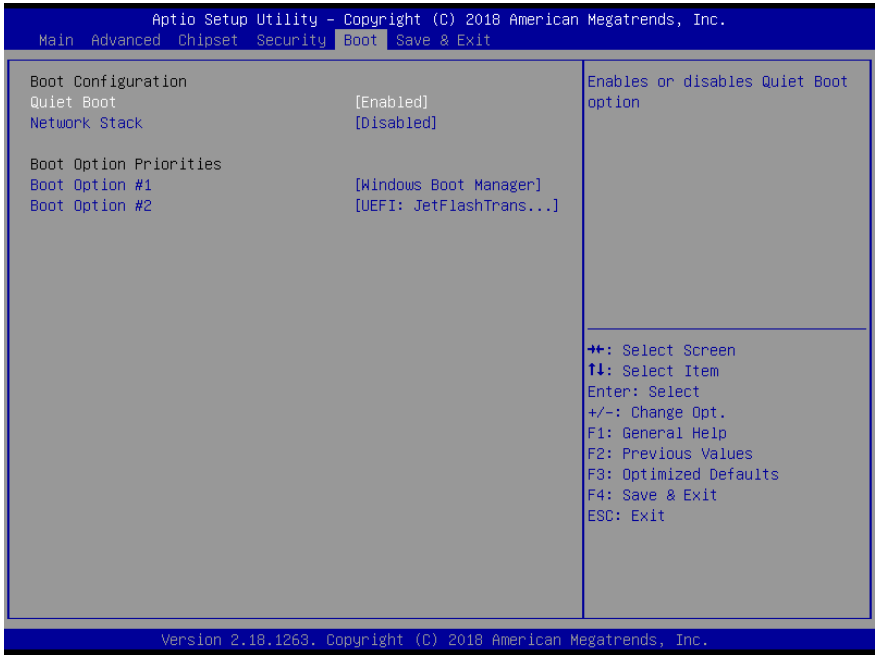 Aptio Setup Utility – Copyright (C) 2018 American Megatrends, Inc.
Main Advanced Chipset Security Boot Save & Exit
Boot Configuration
Quiet Boot [Enabled]
Network Stack [Disabled]
Boot Option Priorities
Boot Option #1 [Windows Boot Manager]
Boot Option #2 [UEFI: JetFlashTrans...]
Enables or disables Quiet Boot
option
→←: Select Screen
↑↓: Select Item
Enter: Select
+/-: Change Opt.
F1: General Help
F2: Previous Values
F3: Optimized Defaults
F4: Save & Exit
ESC: Exit
Version 2.18.1263. Copyright (C) 2018 American Megatrends, Inc.